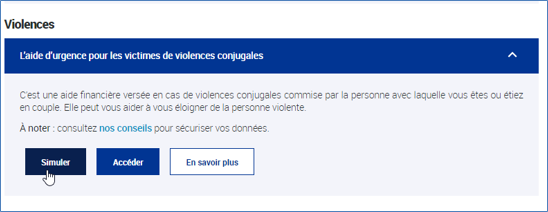 Violences
L'aide d'urgence pour les victimes de violences conjugales
C'est une aide financière versée en cas de violences conjugales commise par la personne avec laquelle vous êtes ou étiez
en couple. Elle peut vous aider à vous éloigner de la personne violente.
À noter : consultez nos conseils pour sécuriser vos données.
Simuler Accéder En savoir plus